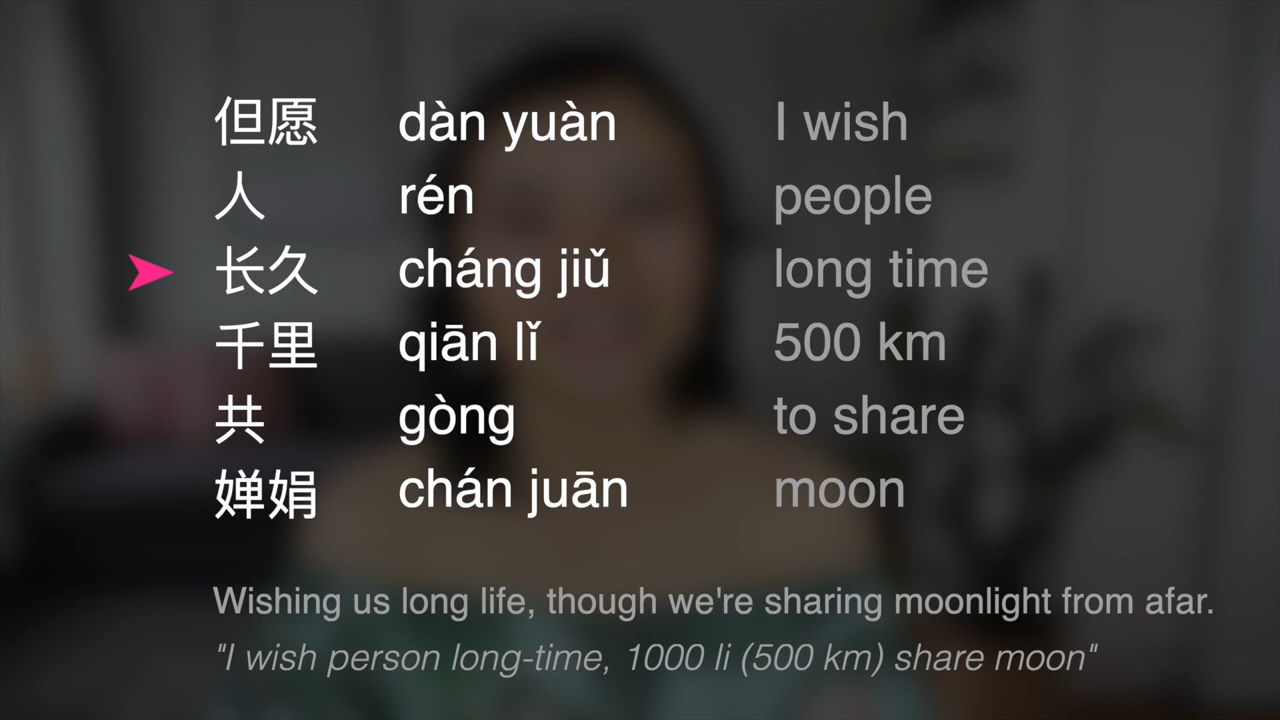 但愿 dàn yuàn I wish
人 rén people
长久 cháng jiǔ long time
千里 qiān lǐ 500 km
共 gòng to share
婵娟 chán juān moon
Wishing us long life, though we're sharing moonlight from afar.
"I wish person long-time, 1000 li (500 km) share moon"